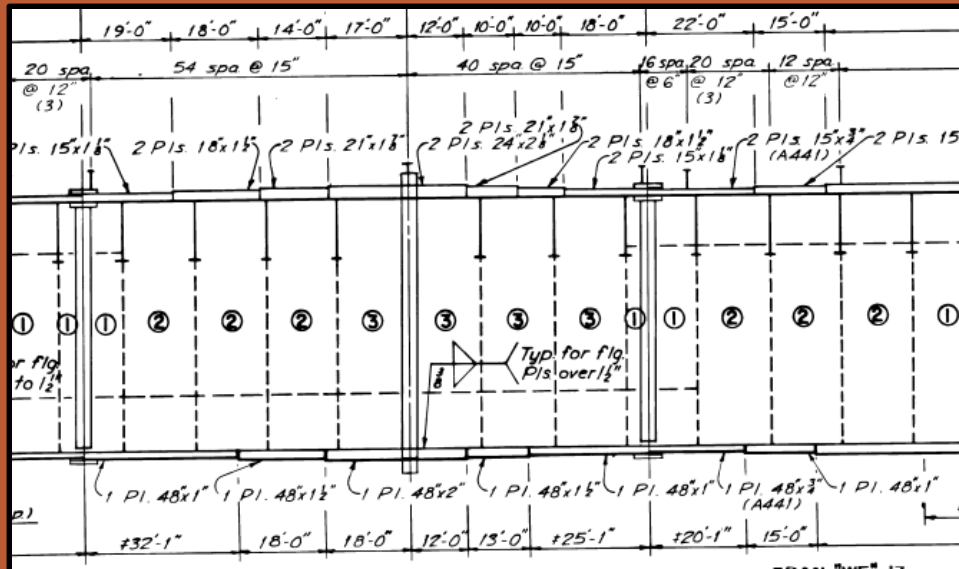 19'-0" 18'-0" 14'-0" 17'-0" 12'-0" 10'-0" 10'-0" 18'-0" 22'-0" 15'-0"
20 spa 54 spa @ 15" 40 spa @ 15" 16 spa 20 spa 12 spa
@ 12" @ 6" @ 12" @ 12"
(3) (3)
2 Pls. 21"x1⅞"
Pls. 15"x1⅛" 2 Pls. 18"x1½" 2 Pls. 21"x1⅞" 2 Pls. 24"x2⅛" 2 Pls. 18"x1½" 2 Pls. 15"x¾" 2 Pls. 15
2 Pls. 15"x1⅛" (A441)
① ① ① ② ② ② ③ ③ ③ ③ ① ① ② ② ② ①
or flg. Typ. for flg.
to 1½" ⅜ Pls over 1½"
1 Pl. 48"x1" 1 Pl. 48"x1½" 1 Pl. 48"x2" 1 Pl. 48"x1½" 1 Pl. 48"x1" 1 Pl. 48"x¾" 1 Pl. 48"x1"
(A441)
p.)
‡32'-1" 18'-0" 18'-0" 12'-0" 13'-0" ‡25'-1" ‡20'-1" 15'-0"